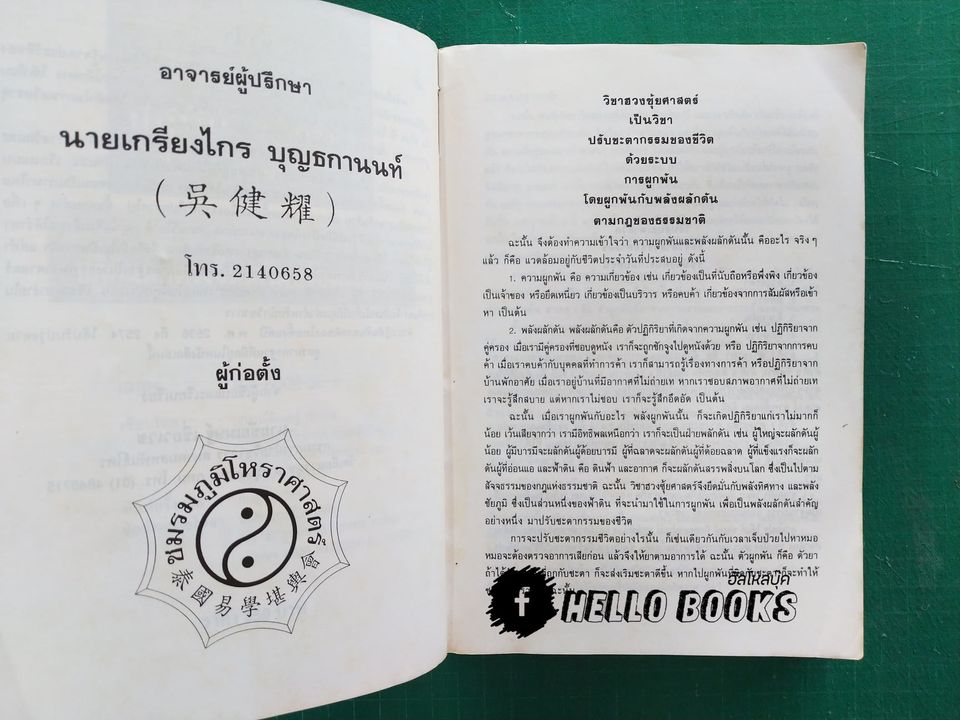 อาจารย์ผู้ปรึกษา
นายเกรียงไกร บุญธกานนท์
(吳健耀)
โทร. 2140658
ผู้ก่อตั้ง
ชมรมภูมิโหราศาสตร์
泰國易學堪輿會
วิชาฮวงซุ้ยศาสตร์
เป็นวิชา
ปรับชะตากรรมของชีวิต
ด้วยระบบ
การผูกพัน
โดยผูกพันกับพลังผลักดัน
ตามกฎของธรรมชาติ
ฉะนั้น จึงต้องทำความเข้าใจว่า ความผูกพันและพลังผลักดันนั้น คืออะไร จริงๆ
แล้ว ก็คือ แวดล้อมอยู่กับชีวิตประจำวันที่ประสบอยู่ ดังนี้
1. ความผูกพัน คือ ความเกี่ยวข้อง เช่น เกี่ยวข้องเป็นที่นับถือหรือพึ่งพิง เกี่ยวข้อง
เป็นเจ้าของ หรือยึดเหนี่ยว เกี่ยวข้องเป็นบริวาร หรือคบค้า เกี่ยวข้องจากการสัมผัสหรือเข้า
หา เป็นต้น
2. พลังผลักดัน พลังผลักดันคือ ตัวปฏิกิริยาที่เกิดจากความผูกพัน เช่น ปฏิกิริยาจาก
คู่ครอง เมื่อเรามีคู่ครองที่ชอบดูหนัง เราก็จะถูกชักจูงไปดูหนังด้วย หรือ ปฏิกิริยาจากการคบ
ค้า เมื่อเราคบค้ากับบุคคลที่ทำการค้า เราก็สามารถรู้เรื่องทางการค้า หรือปฏิกิริยาจาก
บ้านพักอาศัย เมื่อเราอยู่บ้านที่มีอากาศที่ไม่ถ่ายเท หากเราชอบสภาพอากาศที่ไม่ถ่ายเท
เราจะรู้สึกสบาย แต่หากเราไม่ชอบ เราก็จะรู้สึกอึดอัด เป็นต้น
ฉะนั้น เมื่อเราผูกพันกับอะไร พลังผูกพันนั้น ก็จะเกิดปฏิกิริยาแก่เราไม่มากก็
น้อย เว้นเสียจากว่า เรามีอิทธิพลเหนือกว่า เราก็จะเป็นฝ่ายผลักดัน เช่น ผู้ใหญ่จะผลักดันผู้
น้อย ผู้มีบารมีจะผลักดันผู้ด้อยบารมี ผู้ที่ฉลาดจะผลักดันผู้ที่ด้อยฉลาด ผู้ที่แข็งแรงก็จะผลัก
ดันผู้ที่อ่อนแอ และฟ้าดิน คือ ดินฟ้า และอากาศ ก็จะผลักดันสรรพสิ่งบนโลก ซึ่งเป็นไปตาม
สัจจธรรมของกฎแห่งธรรมชาติ ฉะนั้น วิชาฮวงซุ้ยศาสตร์จึงยึดมั่นกับพลังทิศทาง และพลัง
ชัยภูมิ ซึ่งเป็นส่วนหนึ่งของฟ้าดิน ที่จะนำมาใช้ในการผูกพัน เพื่อเป็นพลังผลักดันสำคัญ
อย่างหนึ่ง มาปรับชะตากรรมของชีวิต
การจะปรับชะตากรรมชีวิตอย่างไรนั้น ก็เช่นเดียวกันกับเวลาเจ็บป่วยไปหาหมอ
หมอจะต้องตรวจอาการเสียก่อน แล้วจึงให้ยาตามอาการได้ ฉะนั้น ตัวผูกพัน ก็คือ ตัวยา
ถูกกับชะตา ก็จะส่งเริมชะตาดีขึ้น หากไปผูกพัน ก็จะทำให้
ฮัลโหลบุ๊ค
f HELLO BOOKS